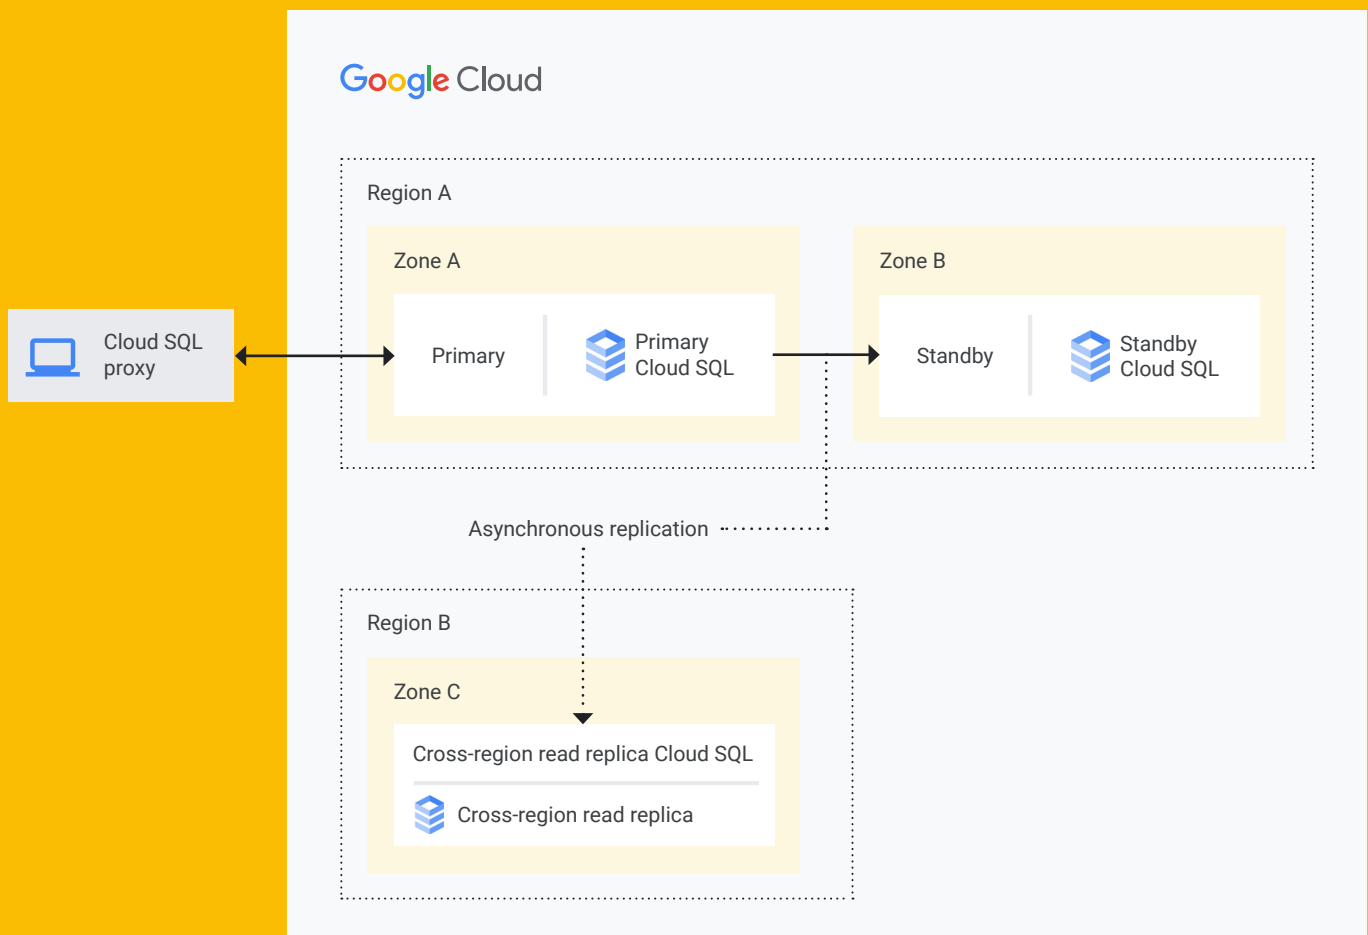 Google Cloud
Region A
Zone A
Zone B
Cloud SQL
proxy
Primary
Primary
Cloud SQL
Standby
Standby
Cloud SQL
Asynchronous replication
Region B
Zone C
Cross-region read replica Cloud SQL
Cross-region read replica